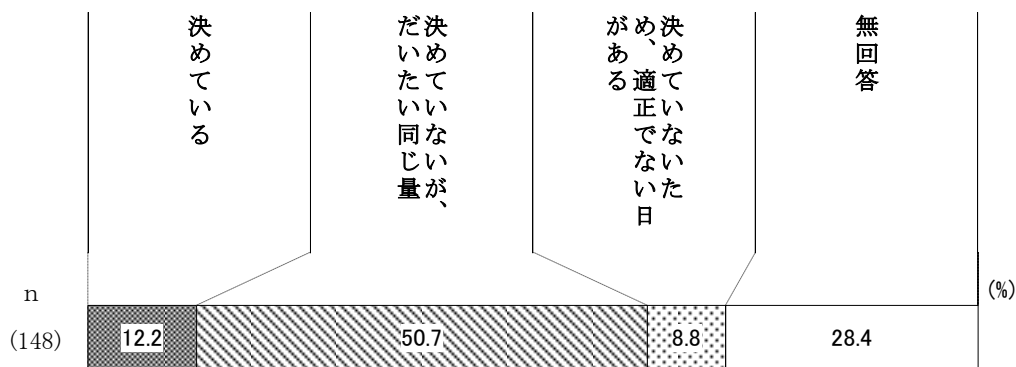 決めている
決めていないが、
だいたい同じ量
決めていないた
め、適正でない日
がある
無回答
(%)
n
(148)
12.2
50.7
8.8
28.4